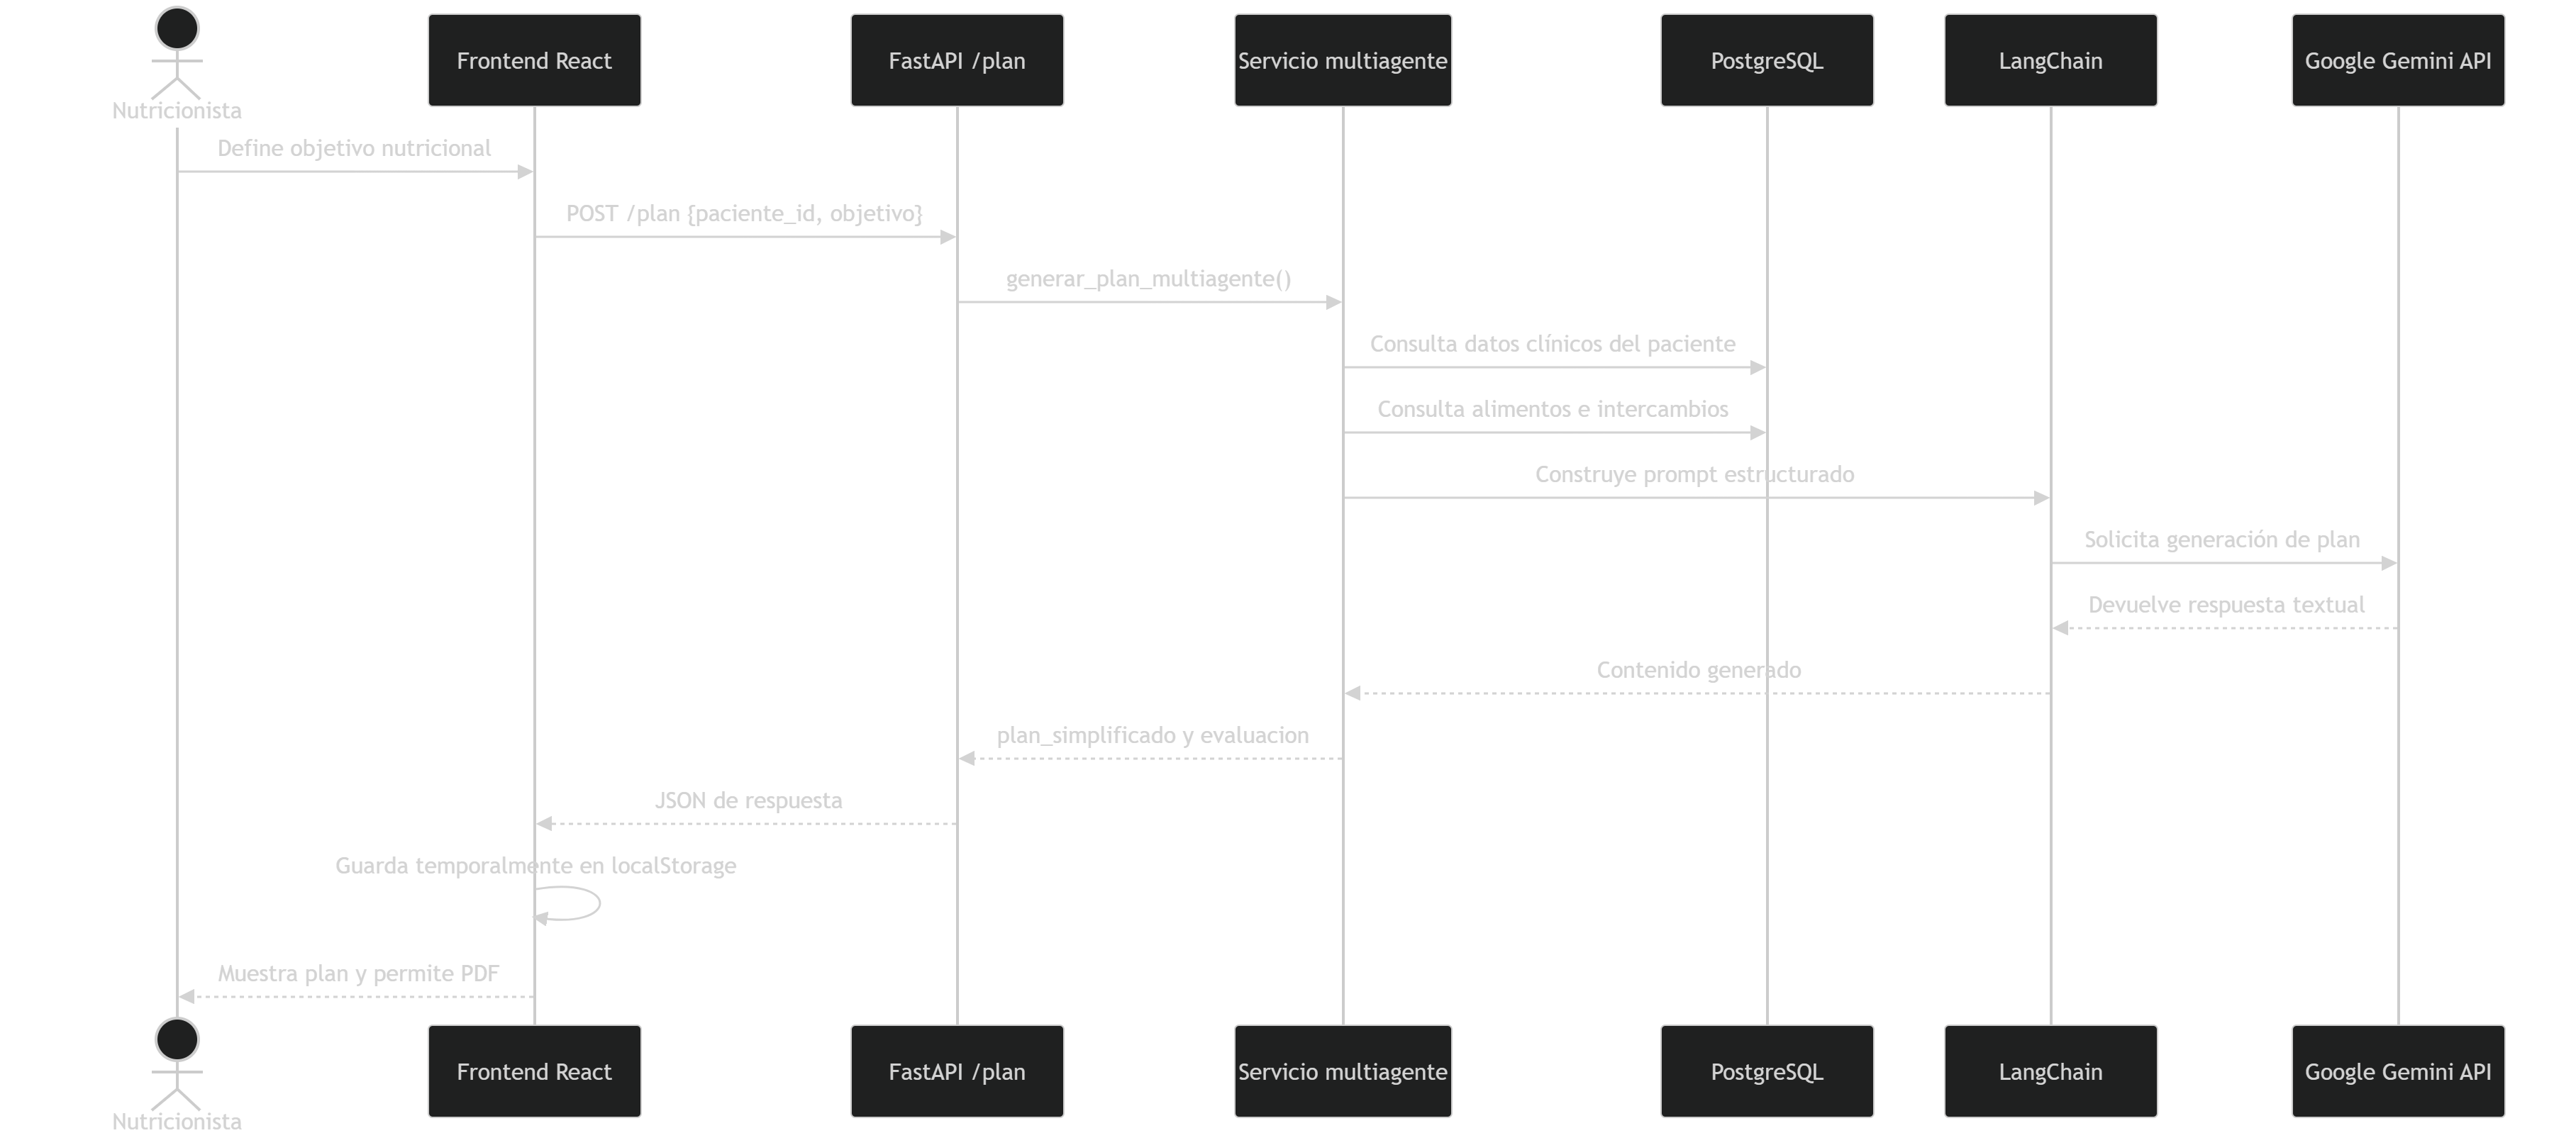 Nutricionista
Frontend React
FastAPI /plan
Servicio multiagente
PostgreSQL
LangChain
Google Gemini API
Define objetivo nutricional
POST /plan {paciente_id, objetivo}
generar_plan_multiagente()
Consulta datos clínicos del paciente
Consulta alimentos e intercambios
Construye prompt estructurado
Solicita generación de plan
Devuelve respuesta textual
Contenido generado
plan_simplificado y evaluacion
JSON de respuesta
Guarda temporalmente en localStorage
Muestra plan y permite PDF
Nutricionista
Frontend React
FastAPI /plan
Servicio multiagente
PostgreSQL
LangChain
Google Gemini API